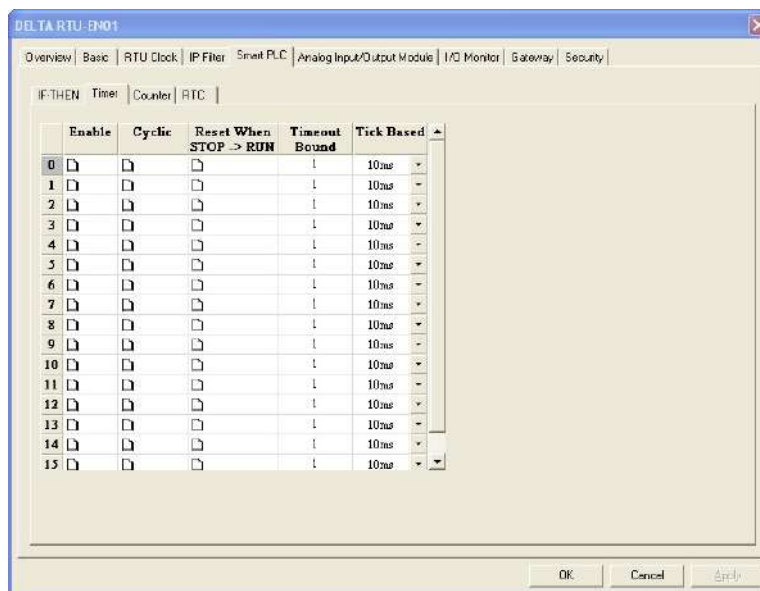 DELTA RTU-EN01
Overview Basic RTU Clock IP Filter Smart PLC Analog Input/Output Module I/O Monitor Gateway Security
IF-THEN Timer Counter RTC
Enable Cyclic Reset When STOP -> RUN Timeout Bound Tick Based
0 1 10ms
1 1 10ms
2 1 10ms
3 1 10ms
4 1 10ms
5 1 10ms
6 1 10ms
7 1 10ms
8 1 10ms
9 1 10ms
10 1 10ms
11 1 10ms
12 1 10ms
13 1 10ms
14 1 10ms
15 1 10ms
OK Cancel Apply